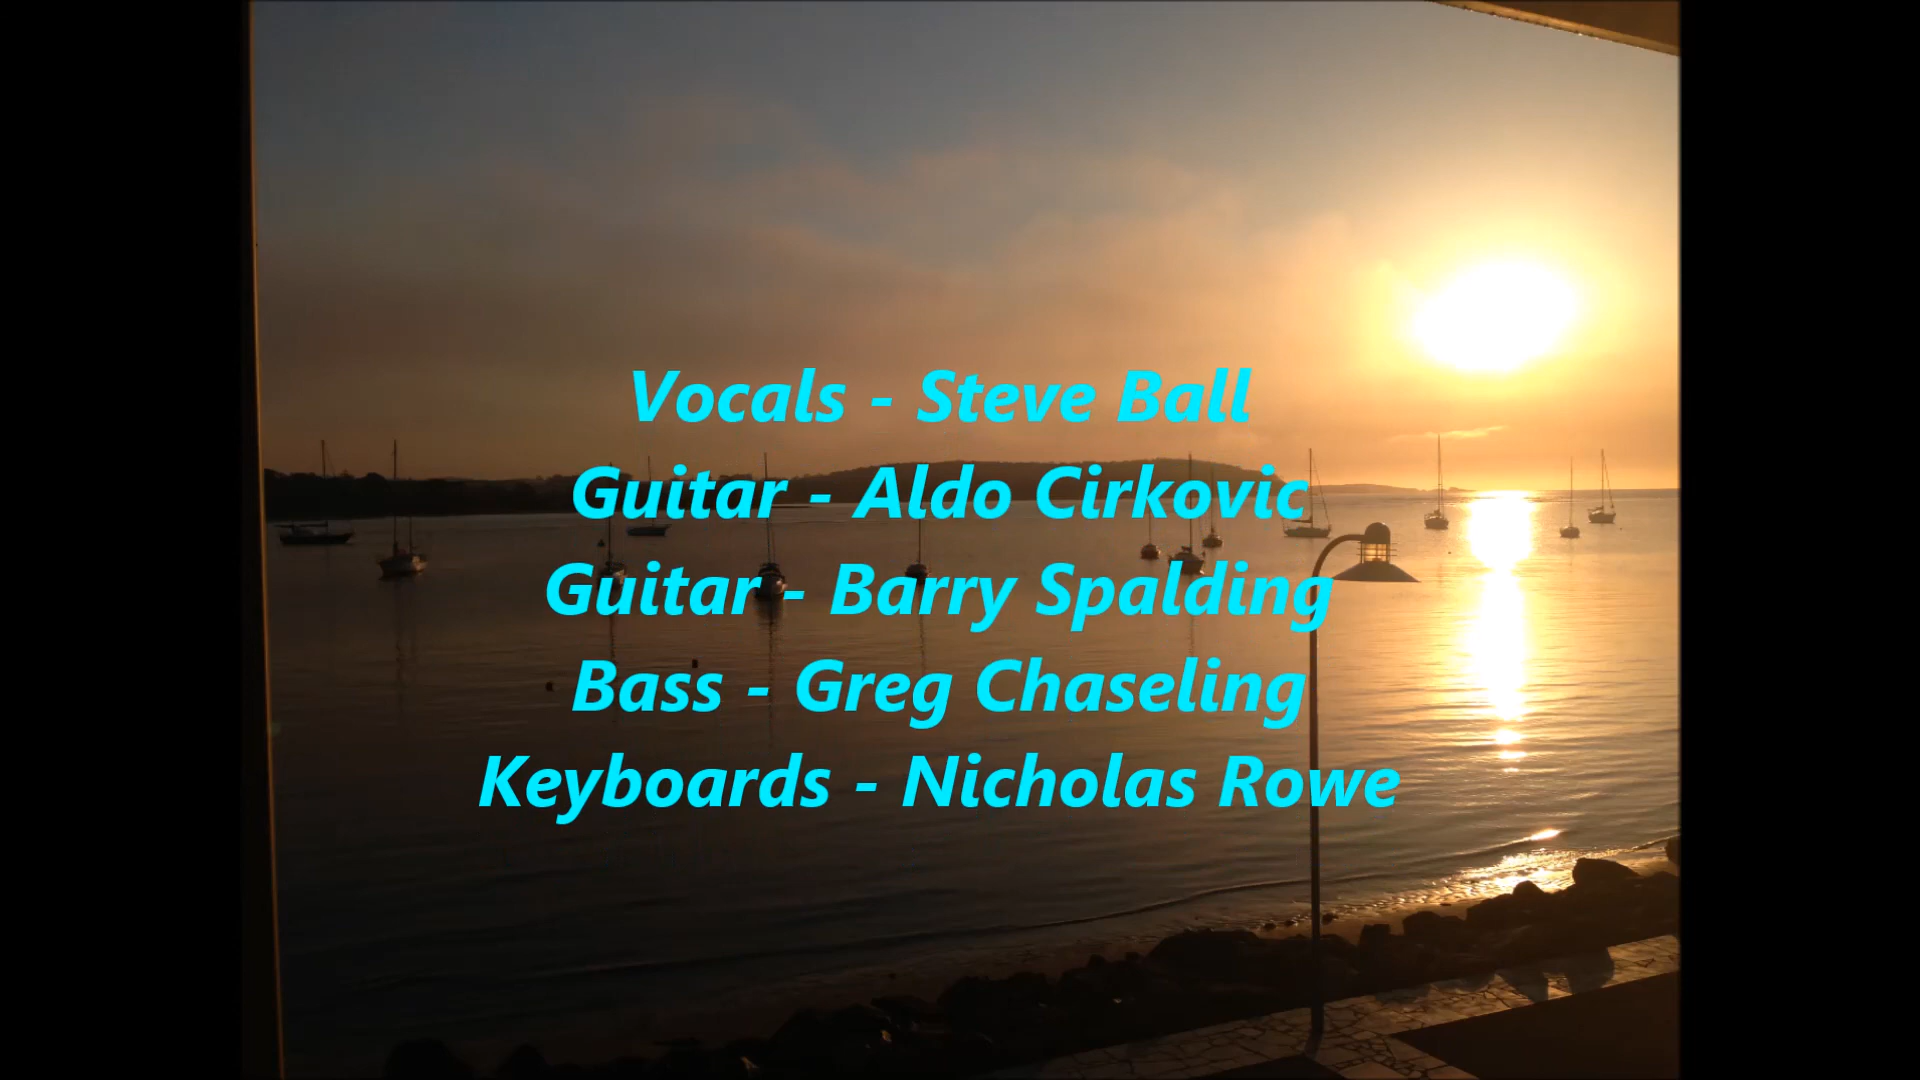 Vocals - Steve Ball
Guitar - Aldo Cirkovic
Guitar - Barry Spalding
Bass - Greg Chaseling
Keyboards - Nicholas Rowe